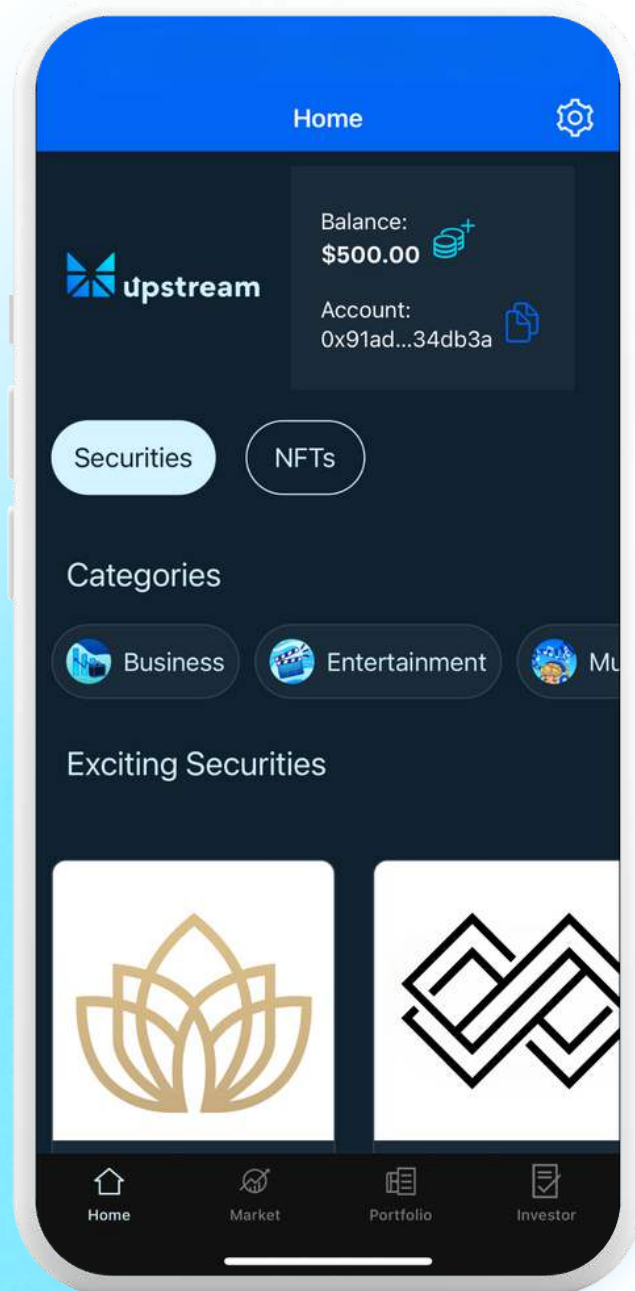 Home
Balance:
$500.00
upstream
Account:
0x91ad...34db3a
Securities
NFTs
Categories
Business
Entertainment
Mu
Exciting Securities
Home
Market
Portfolio
Investor